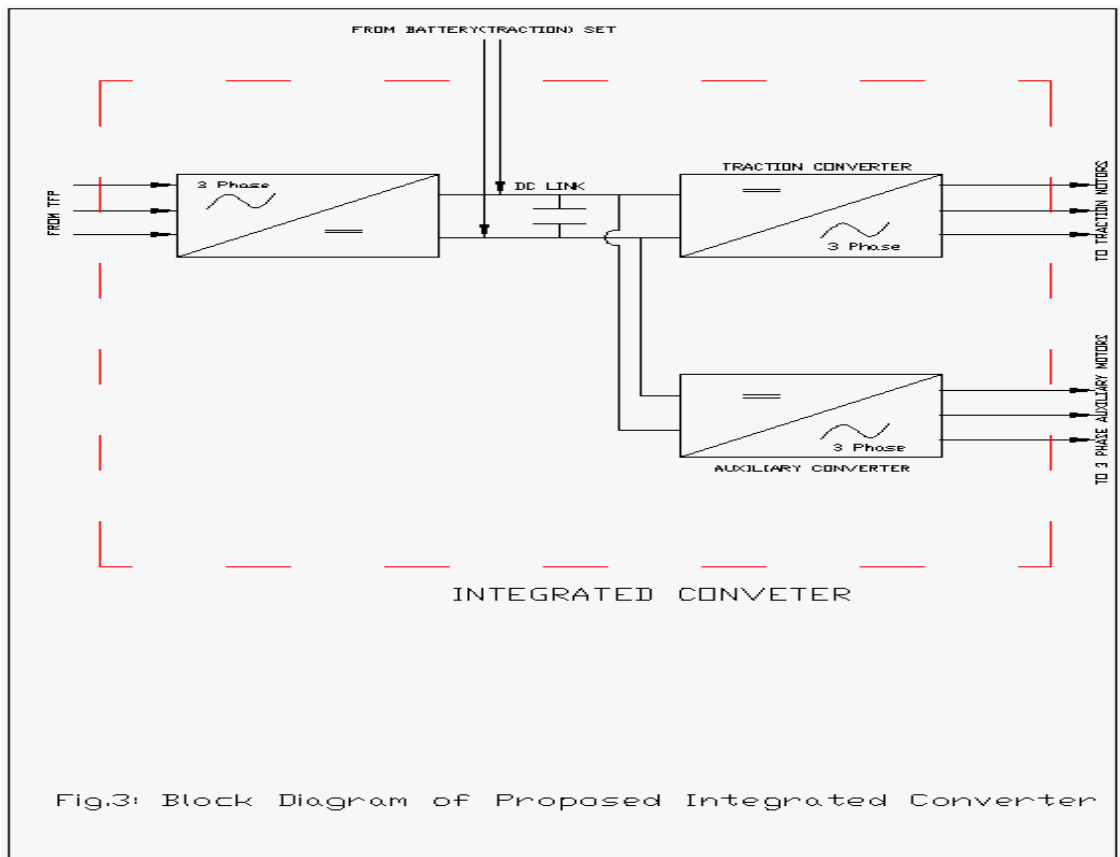 FROM BATTERY(TRACTION) SET
TRACTION CONVERTER
3 Phase
DC LINK
FROM TFP
3 Phase
TO TRACTION MOTORS
3 Phase
AUXILIARY CONVERTER
TO 3 PHASE AUXILIARY MOTORS
INTEGRATED CONVETER
Fig.3: Block Diagram of Proposed Integrated Converter